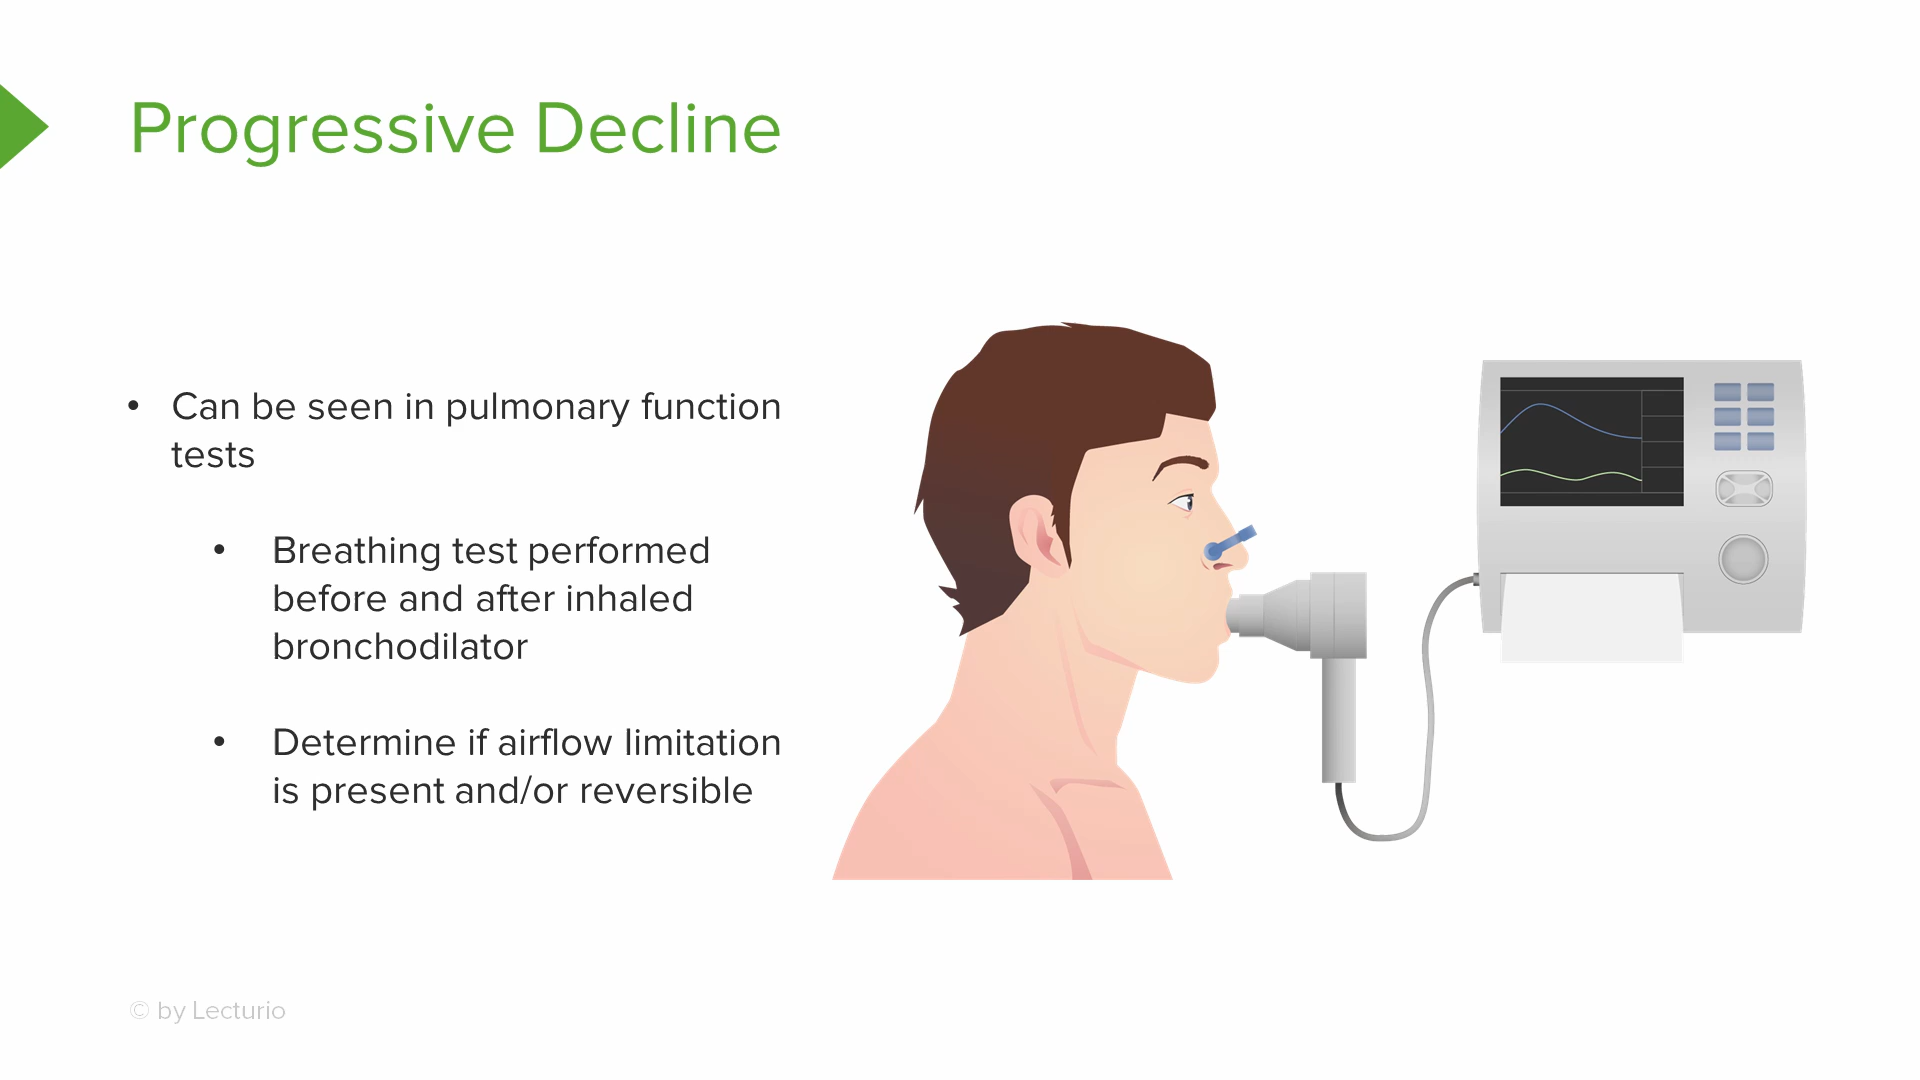 Progressive Decline
• Can be seen in pulmonary function
tests
• Breathing test performed
before and after inhaled
bronchodilator
• Determine if airflow limitation
is present and/or reversible
© by Lecturio